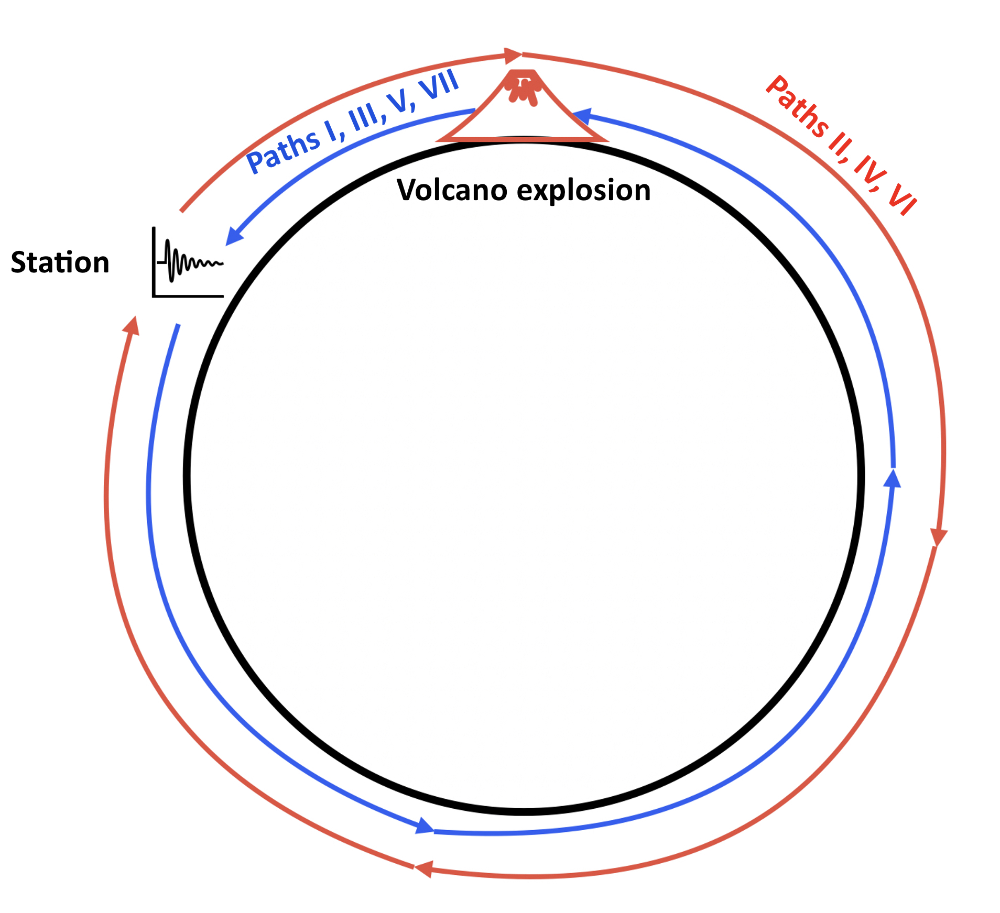 Paths I, III, V, VII
Paths II, IV, VI
Volcano explosion
Station